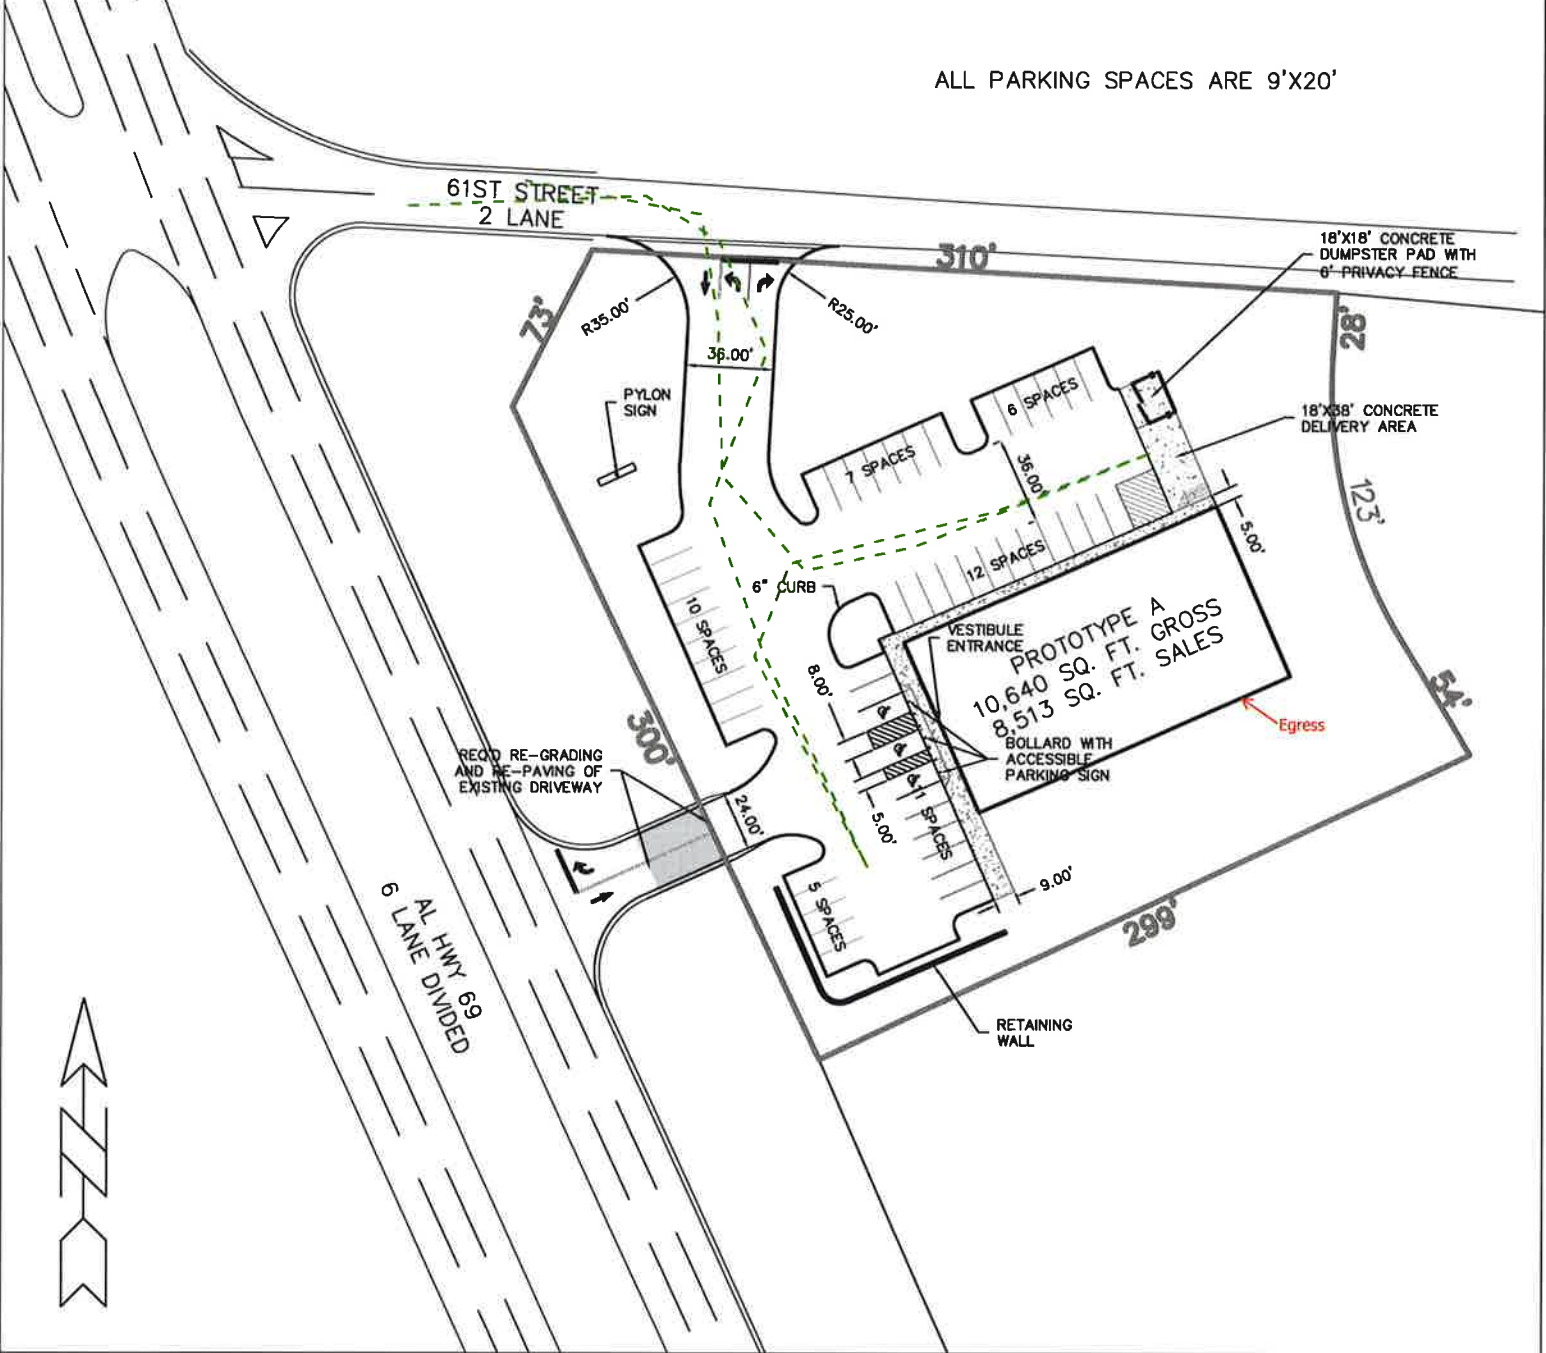 ALL PARKING SPACES ARE 9'X20'
61ST STREET
2 LANE
310'
18'X18' CONCRETE
DUMPSTER PAD WITH
6' PRIVACY FENCE
73'
R35.00'
R25.00'
28'
36.00'
PYLON
SIGN
6 SPACES
18'X38' CONCRETE
DELIVERY AREA
7 SPACES
36.00'
123'
5.00'
12 SPACES
6" CURB
10 SPACES
VESTIBULE
ENTRANCE
PROTOTYPE A
10,640 SQ. FT. GROSS
8,513 SQ. FT. SALES
8.00'
54'
Egress
300'
BOLLARD WITH
ACCESSIBLE
PARKING SIGN
REQ'D RE-GRADING
AND RE-PAVING OF
EXISTING DRIVEWAY
24.00'
5.00'
11 SPACES
9.00'
5 SPACES
299'
AL HWY 69
6 LANE DIVIDED
RETAINING
WALL
N